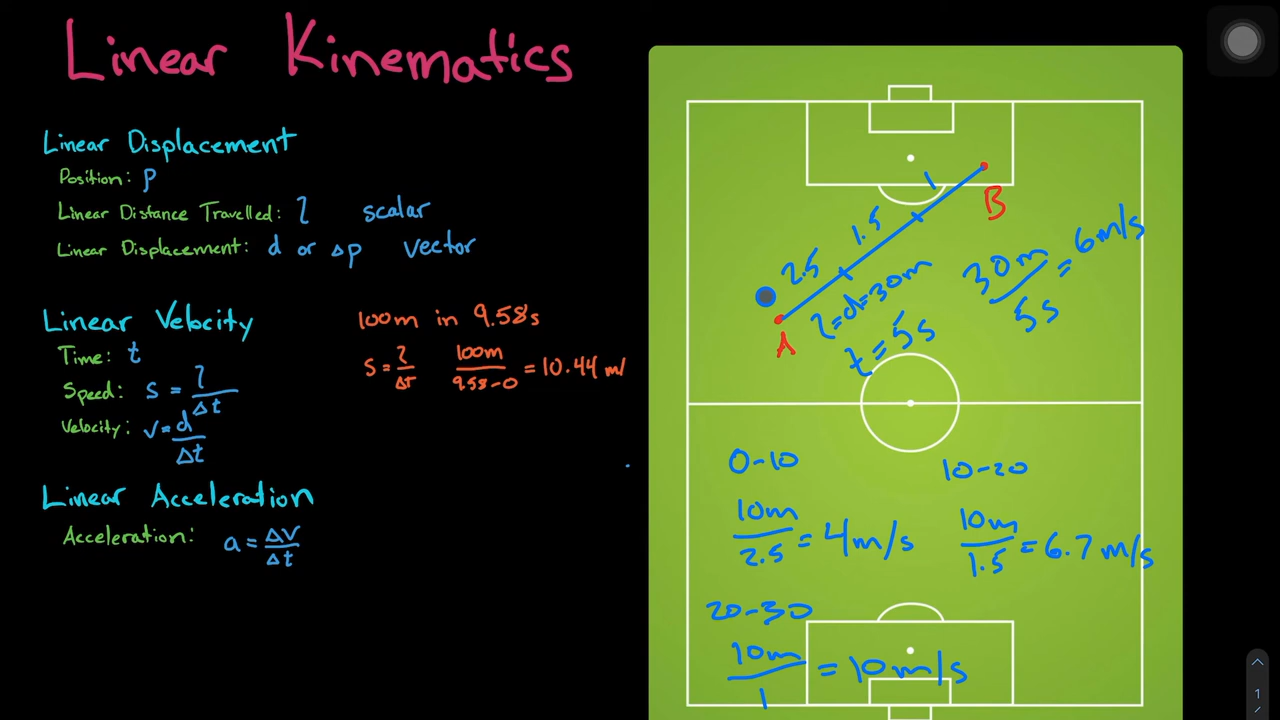 Linear Kinematics
Linear Displacement
Position: p
Linear Distance Travelled: l scalar
Linear Displacement: d or Δp vector
Linear Velocity
Time: t
Speed: s = l / Δt
Velocity: v = d / Δt
100m in 9.58s
s = l / Δt 100m / 9.58-0 = 10.44 m/
Linear Acceleration
Acceleration: a = ΔV / Δt
1
B
1.5
2.5
A
l=d=30m
t=5s
30m / 5s = 6m/s
0-10
10m / 2.5 = 4m/s
10-20
10m / 1.5 = 6.7m/s
20-30
10m / 1 = 10m/s
1